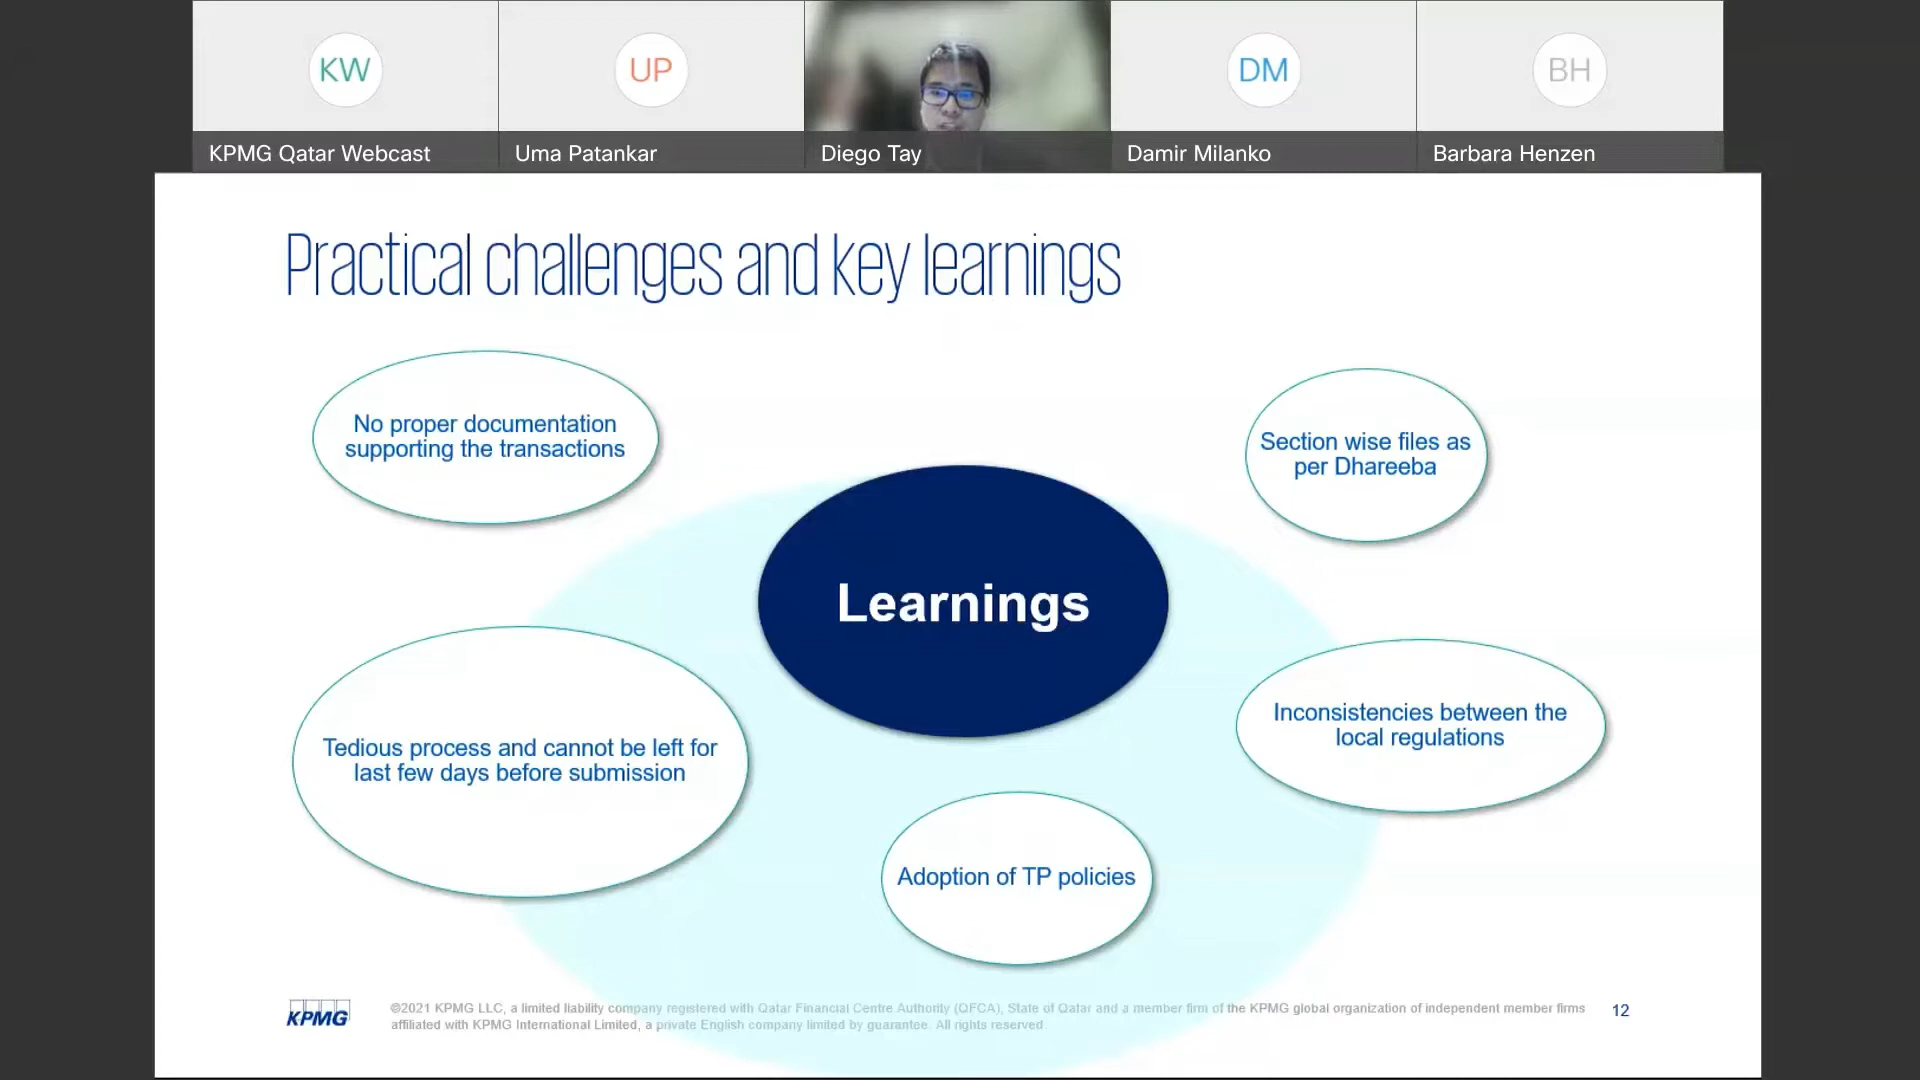 KW
UP
DM
BH
KPMG Qatar Webcast
Uma Patankar
Diego Tay
Damir Milanko
Barbara Henzen
Practical challenges and key learnings
No proper documentation
supporting the transactions
Section wise files as
per Dhareeba
Learnings
Tedious process and cannot be left for
last few days before submission
Inconsistencies between the
local regulations
Adoption of TP policies
KPMG
©2021 KPMG LLC, a limited liability company registered with Qatar Financial Centre Authority (QFCA), State of Qatar and a member firm of the KPMG global organization of independent member firms
affiliated with KPMG International Limited, a private English company limited by guarantee. All rights reserved
12